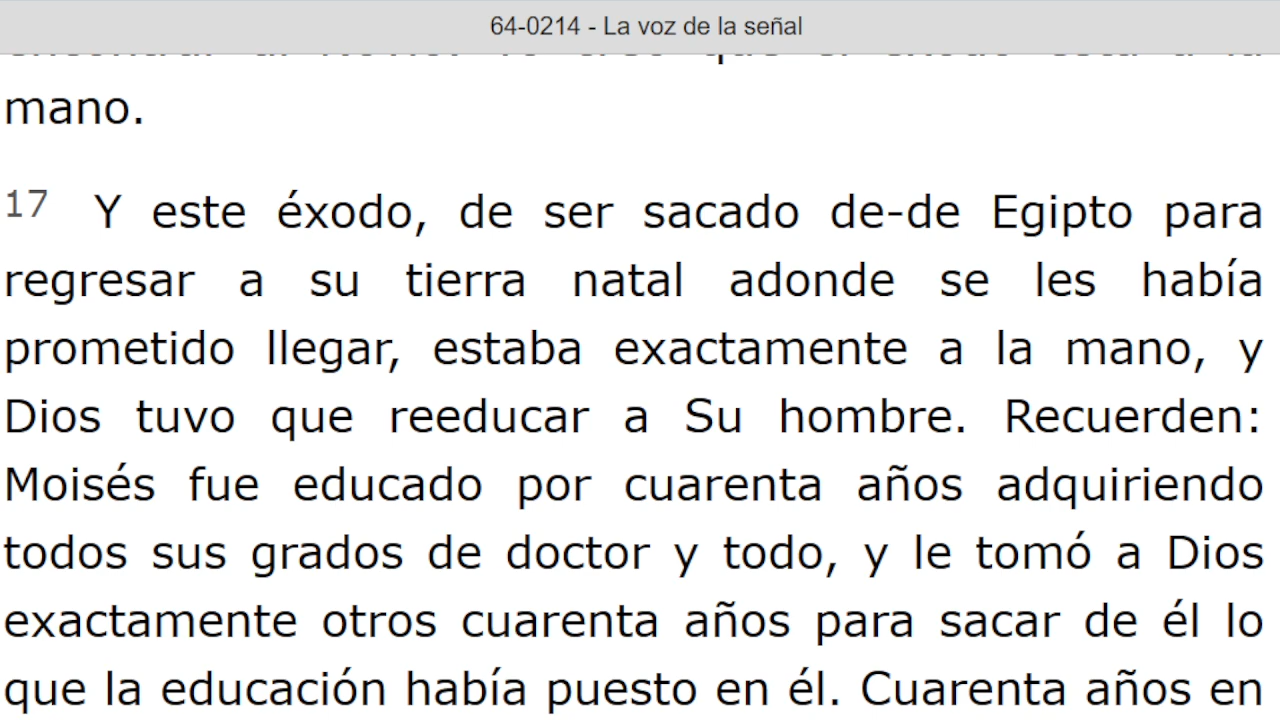 64-0214 - La voz de la señal
mano.
17 Y este éxodo, de ser sacado de-de Egipto para
regresar a su tierra natal adonde se les había
prometido llegar, estaba exactamente a la mano, y
Dios tuvo que reeducar a Su hombre. Recuerden:
Moisés fue educado por cuarenta años adquiriendo
todos sus grados de doctor y todo, y le tomó a Dios
exactamente otros cuarenta años para sacar de él lo
que la educación había puesto en él. Cuarenta años en